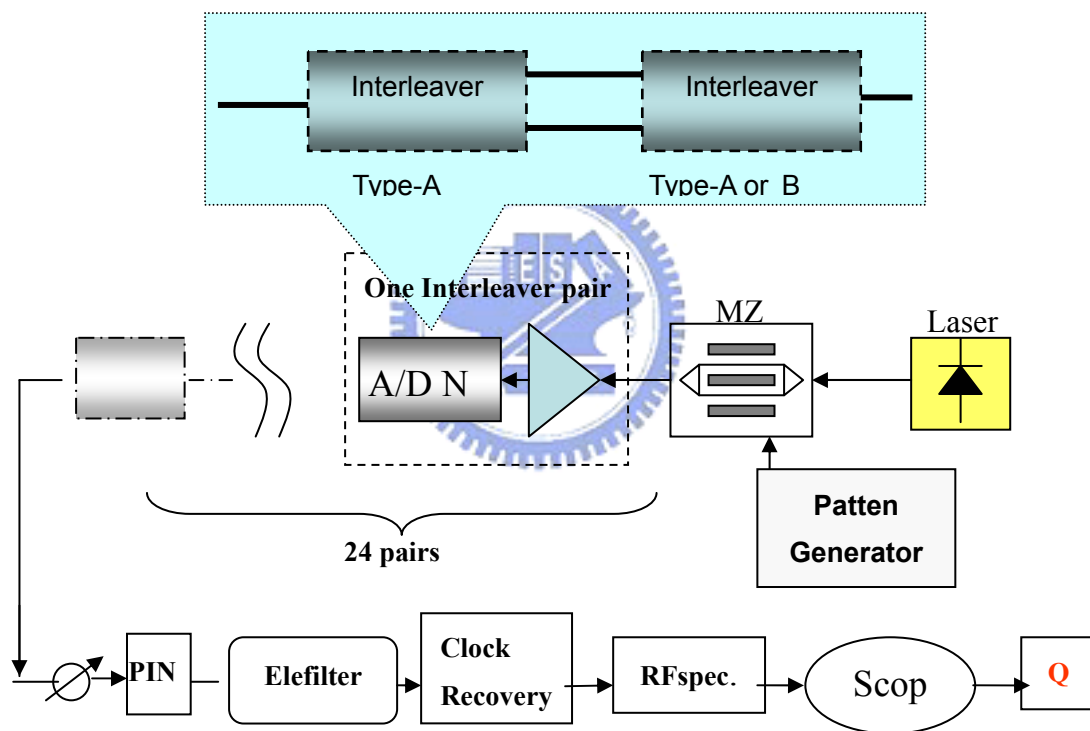 Interleaver
Interleaver
Type-A
Type-A or B
E S A
One Interleaver pair
MZ
Laser
A/D N
Patten
Generator
24 pairs
PIN
Elefilter
Clock
Recovery
RFspec.
Scop
Q